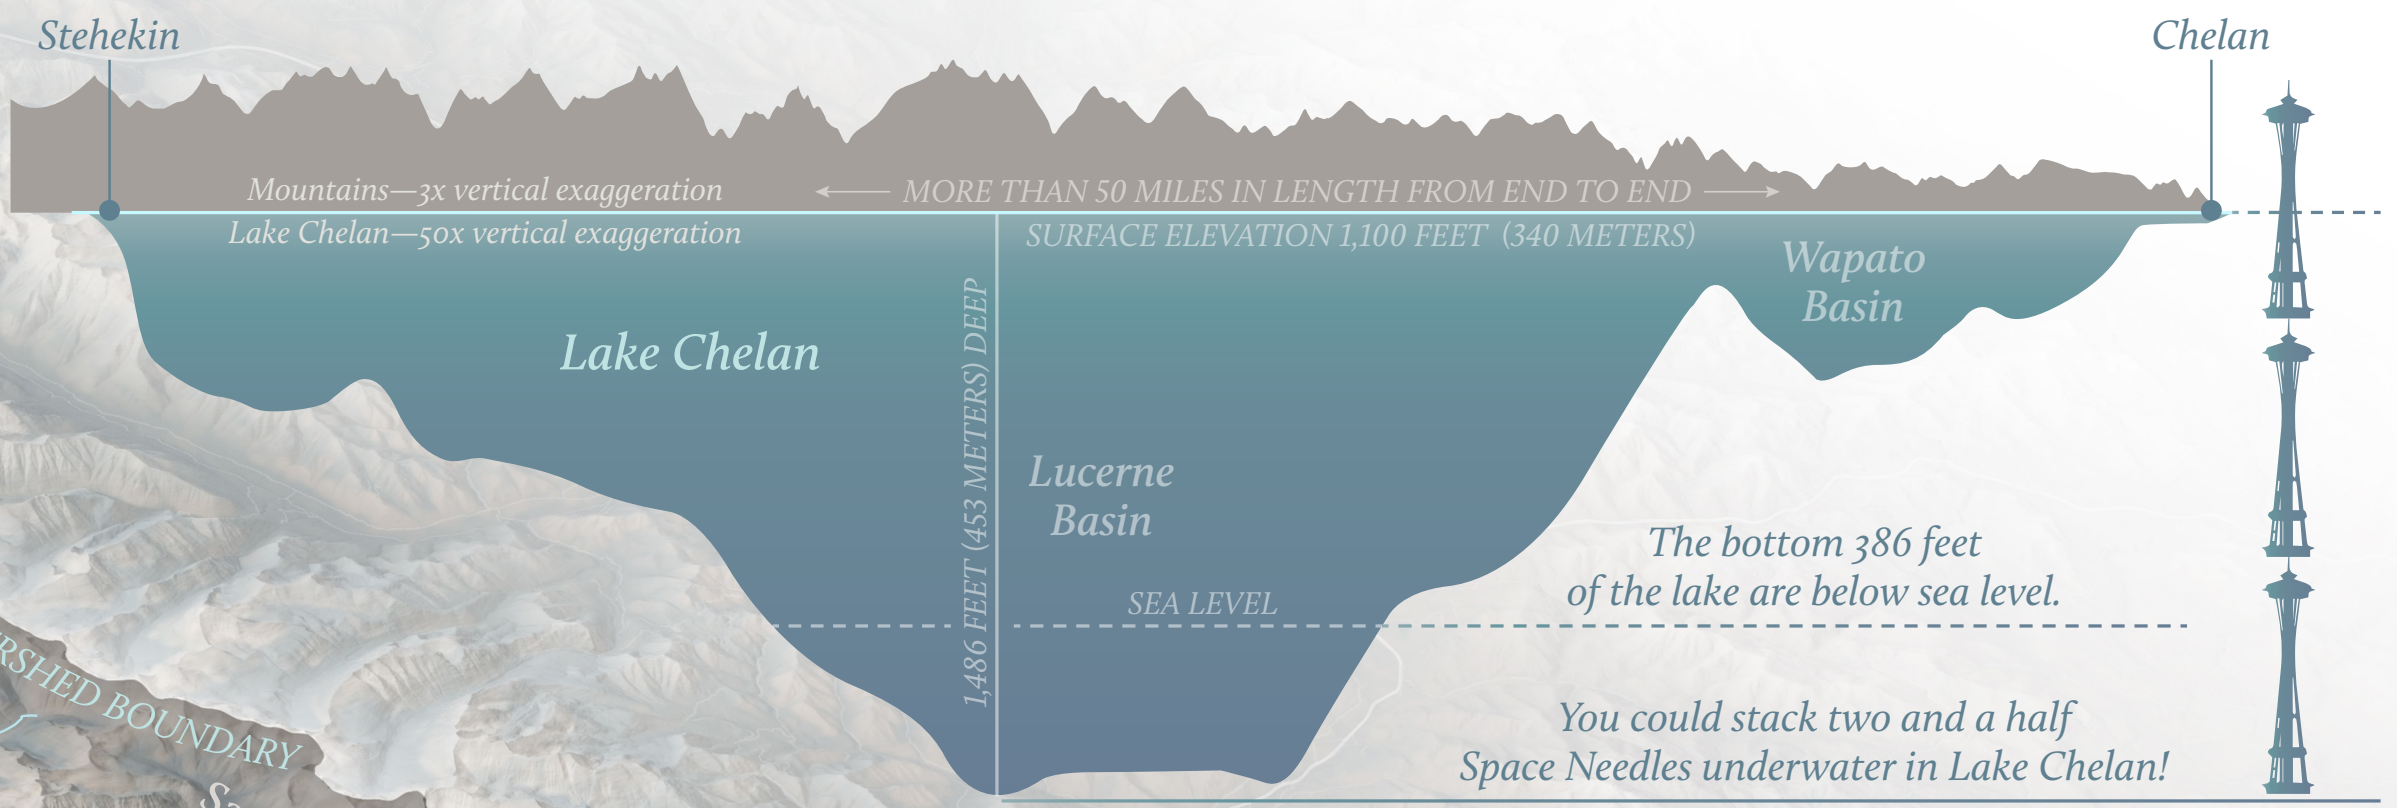 Stehekin
Chelan
Mountains—3x vertical exaggeration
MORE THAN 50 MILES IN LENGTH FROM END TO END
Lake Chelan—50x vertical exaggeration
SURFACE ELEVATION 1,100 FEET (340 METERS)
Wapato
Basin
1,486 FEET (453 METERS) DEEP
Lake Chelan
Lucerne
Basin
SEA LEVEL
The bottom 386 feet
of the lake are below sea level.
You could stack two and a half
Space Needles underwater in Lake Chelan!
RSHED BOUNDARY